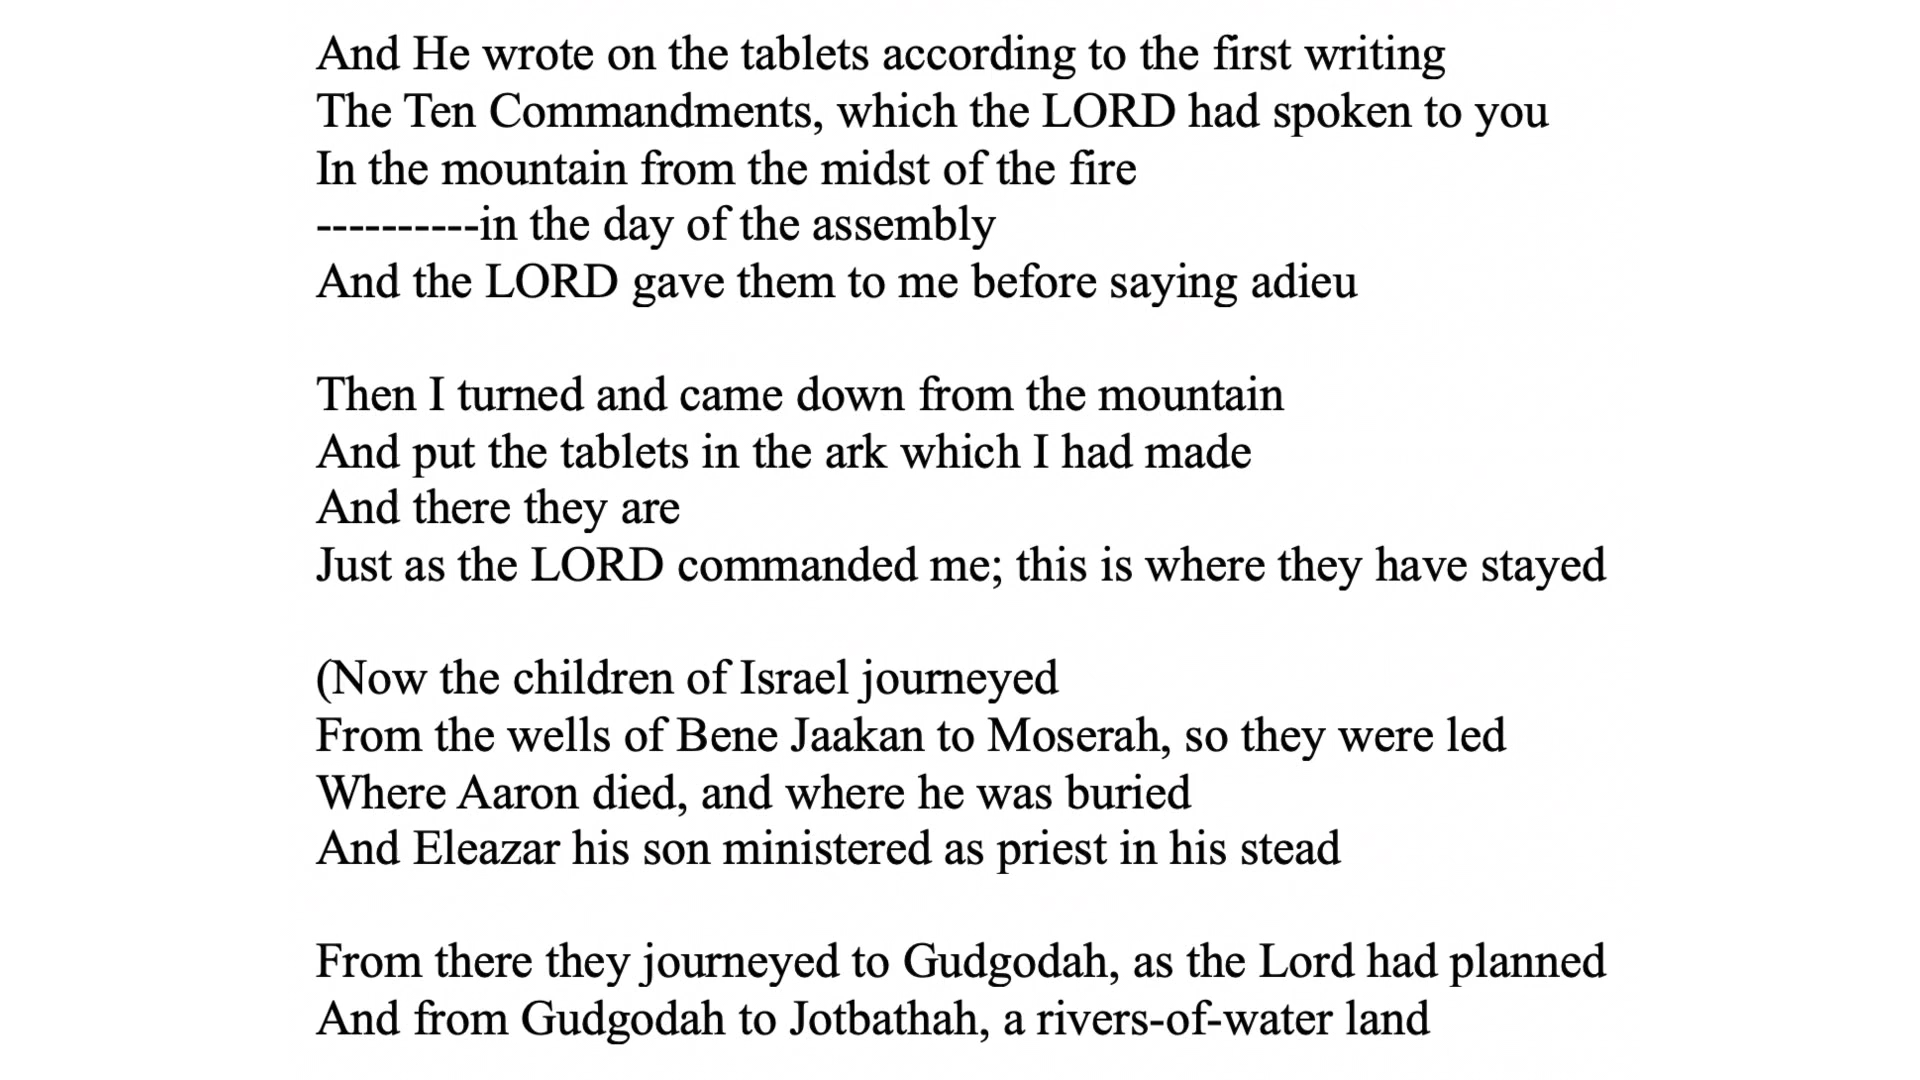 And He wrote on the tablets according to the first writing
The Ten Commandments, which the LORD had spoken to you
In the mountain from the midst of the fire
----------in the day of the assembly
And the LORD gave them to me before saying adieu
Then I turned and came down from the mountain
And put the tablets in the ark which I had made
And there they are
Just as the LORD commanded me; this is where they have stayed
(Now the children of Israel journeyed
From the wells of Bene Jaakan to Moserah, so they were led
Where Aaron died, and where he was buried
And Eleazar his son ministered as priest in his stead
From there they journeyed to Gudgodah, as the Lord had planned
And from Gudgodah to Jotbathah, a rivers-of-water land